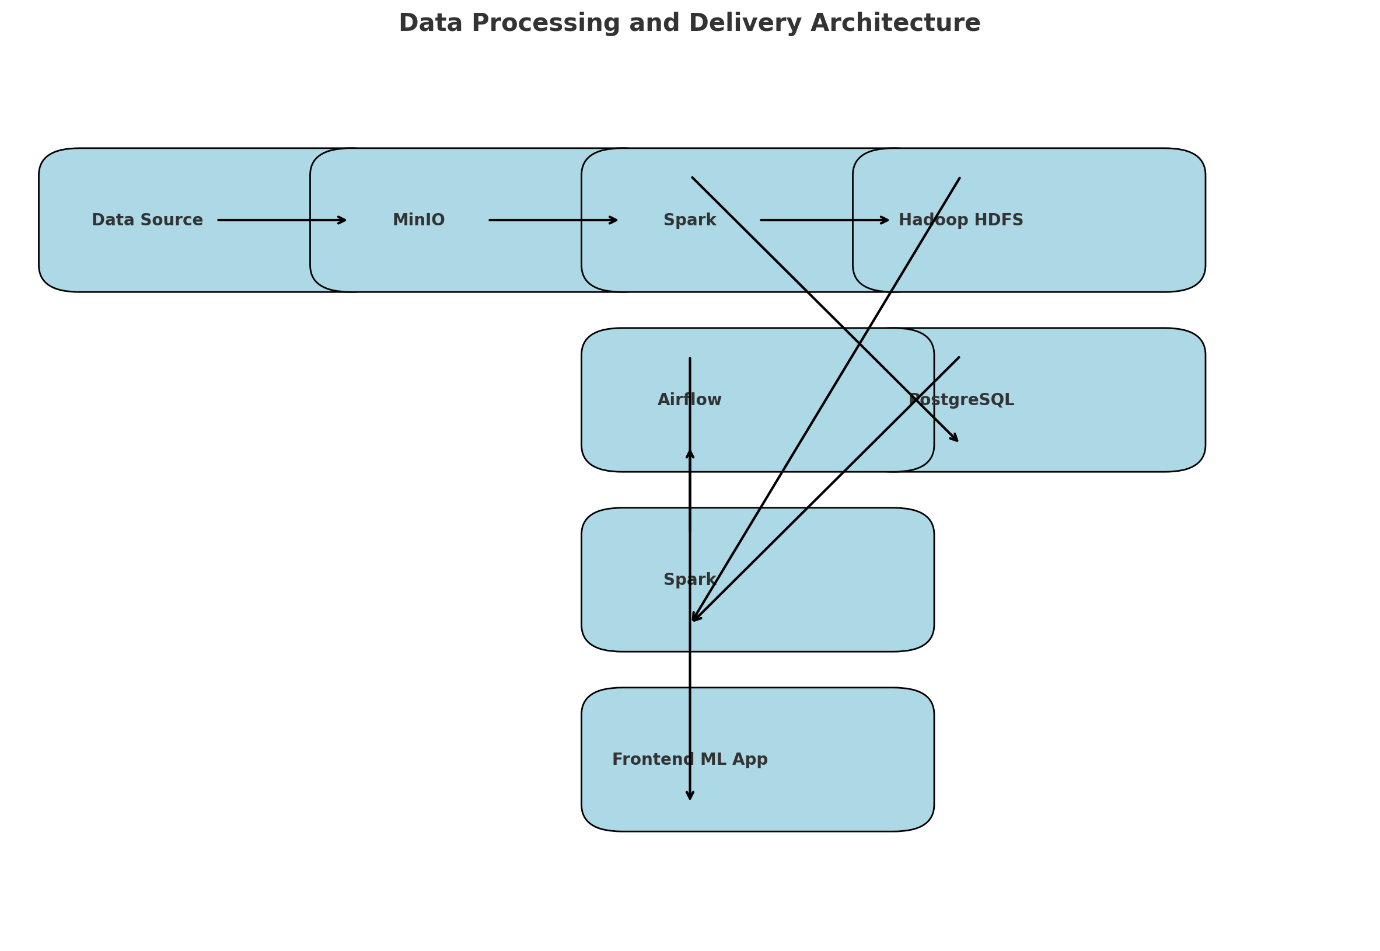 Data Processing and Delivery Architecture
Data Source
MinIO
Spark
Hadoop HDFS
Airflow
PostgreSQL
Spark
Frontend ML App